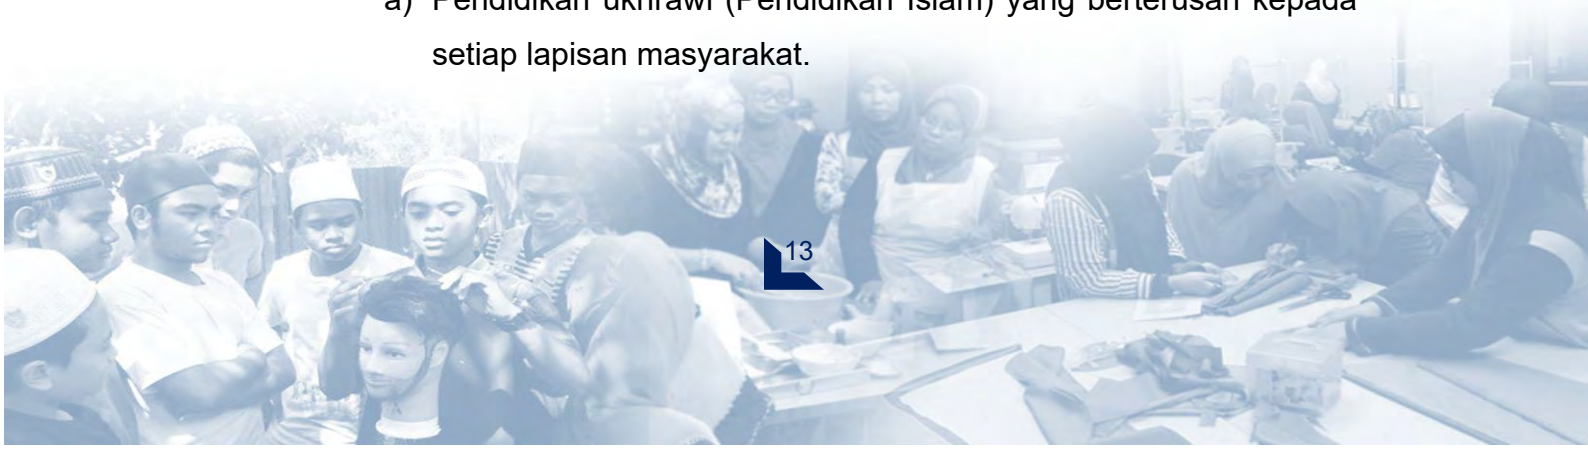 a) Pendidikan ukhrawi (Pendidikan Islam) yang berterusan kepada
setiap lapisan masyarakat.
13